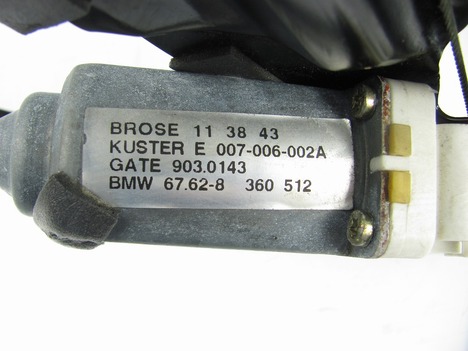 BROSE 11 38 43
KUSTER E 007-006-002A
GATE 903.0143
BMW 67.62-8 360 512